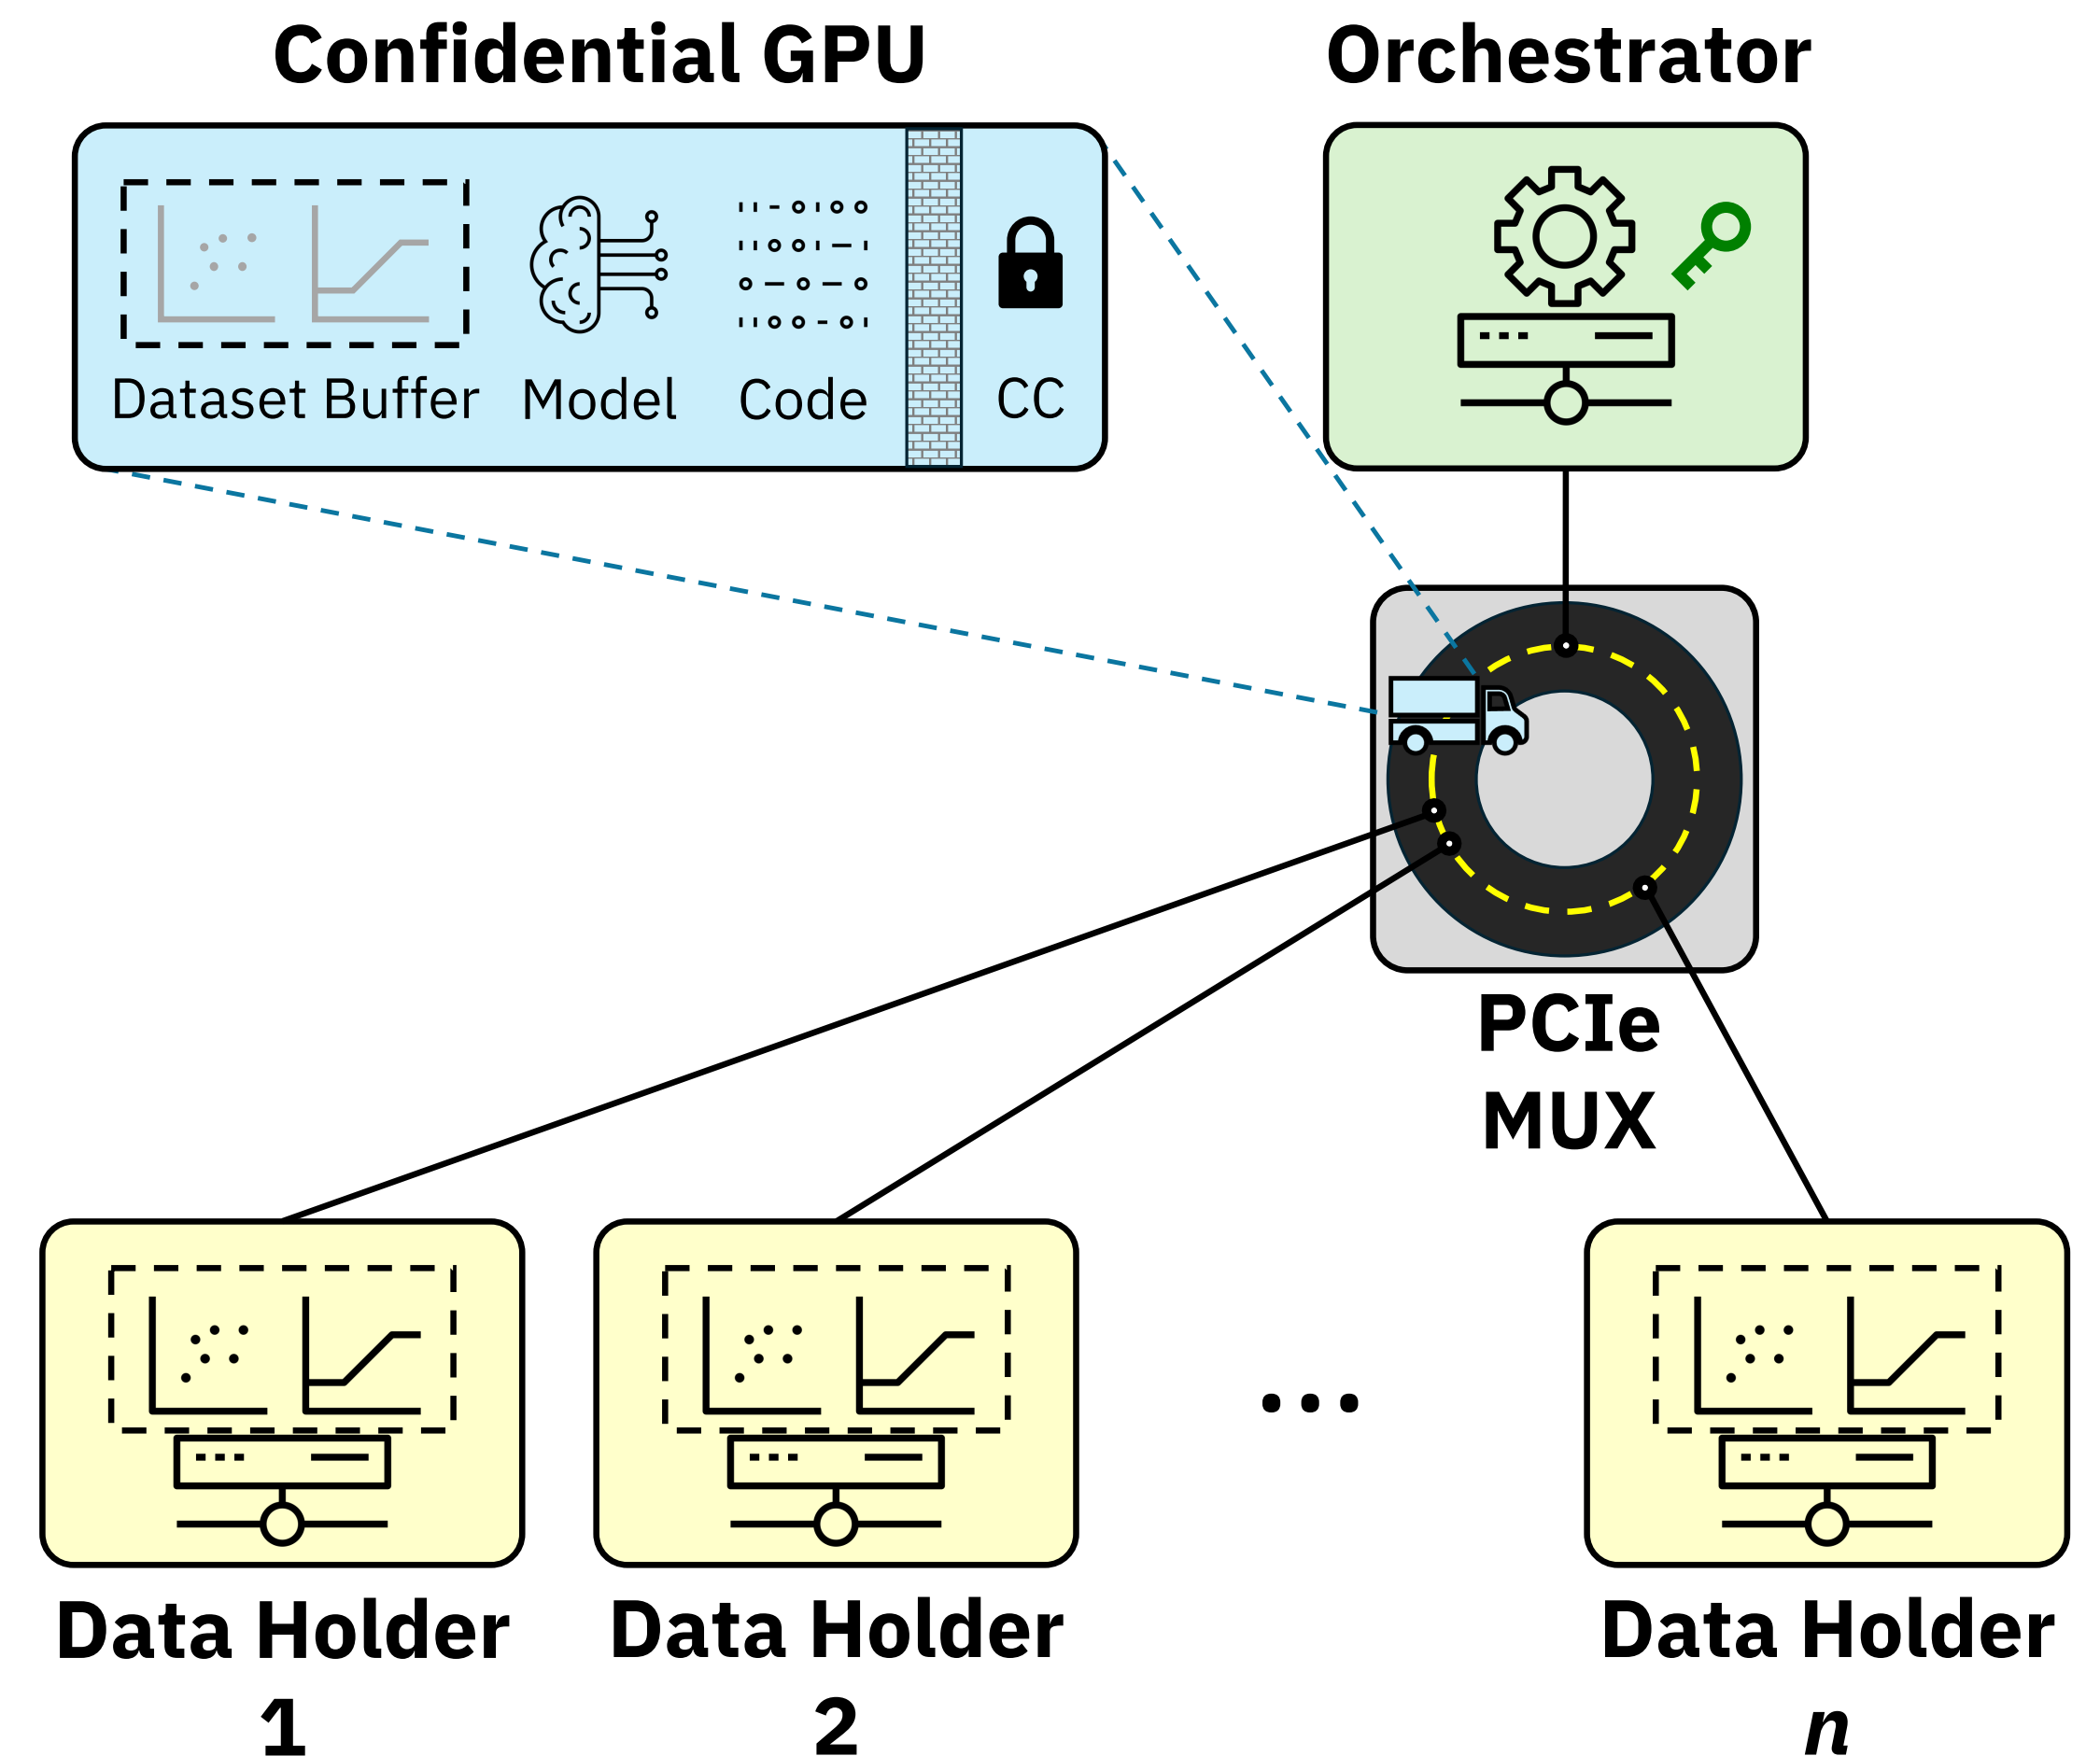 Confidential GPU
Orchestrator
Dataset Buffer
Model
Code
CC
PCIe
MUX
...
Data Holder
1
Data Holder
2
Data Holder
n